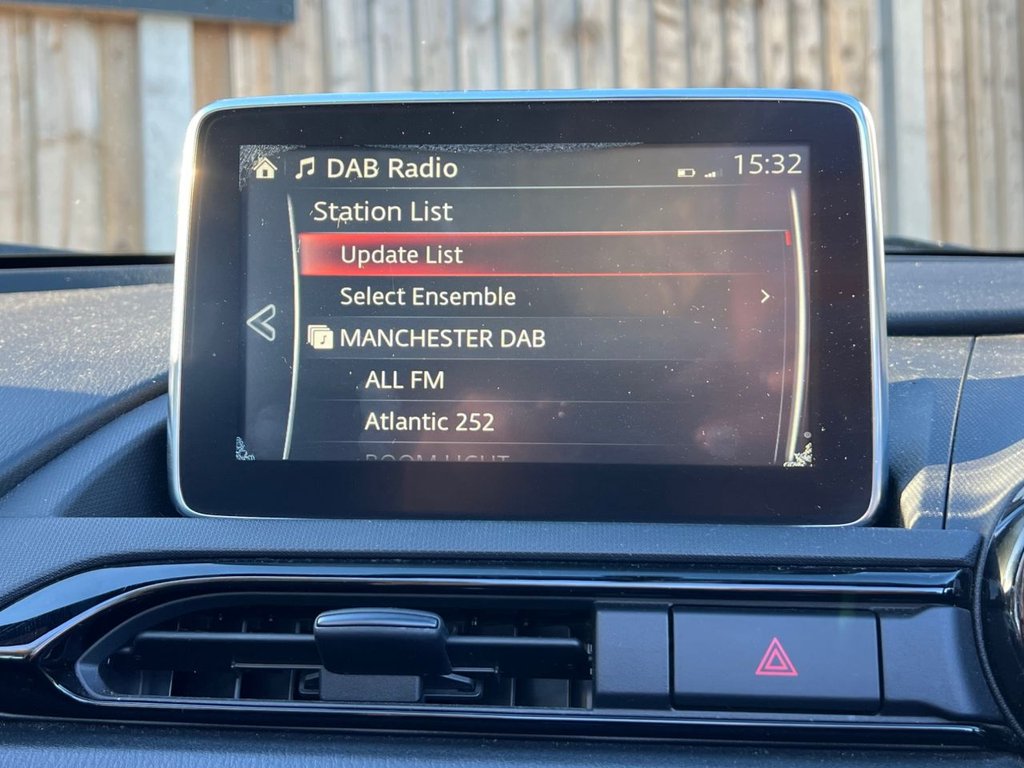 DAB Radio 15:32
Station List
Update List
Select Ensemble
MANCHESTER DAB
ALL FM
Atlantic 252